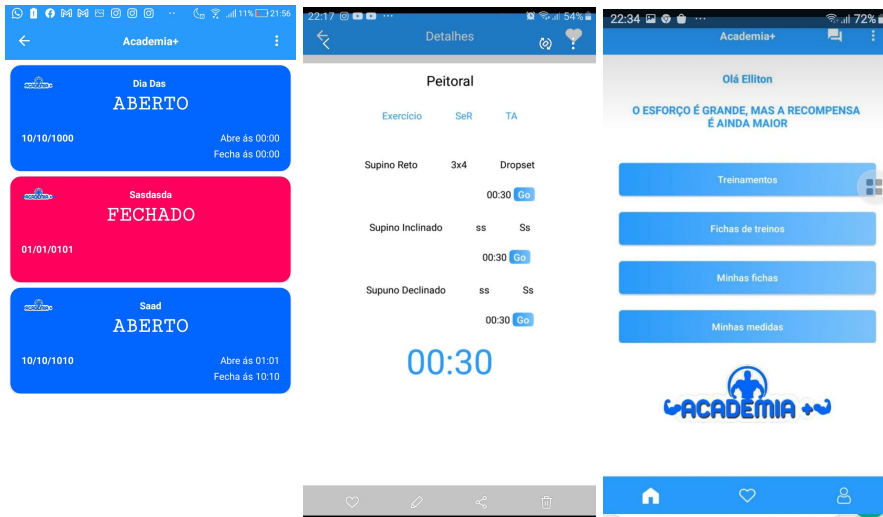 11% 21:56
Academia+
Dia Das
ABERTO
10/10/1000
Abre ás 00:00
Fecha ás 00:00
Sasdasda
FECHADO
01/01/0101
Saad
ABERTO
10/10/1010
Abre ás 01:01
Fecha ás 10:10
22:17 54%
Detalhes
Peitoral
Exercício SeR TA
Supino Reto 3x4 Dropset
00:30 Go
Supino Inclinado ss Ss
00:30 Go
Supuno Declinado ss Ss
00:30 Go
00:30
22:34 72%
Academia+
Olá Elliton
O ESFORÇO É GRANDE, MAS A RECOMPENSA
É AINDA MAIOR
Treinamentos
Fichas de treinos
Minhas fichas
Minhas medidas
ACADEMIA +